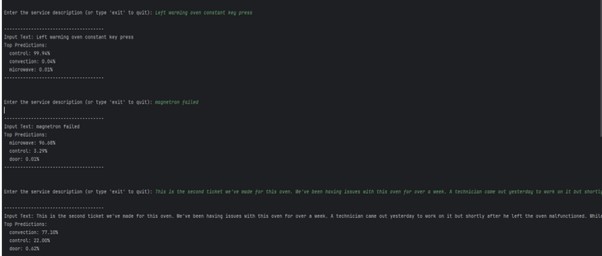 Enter the service description (or type 'exit' to quit): Left warming oven constant key press
------------------------------------
Input Text: Left warming oven constant key press
Top Predictions:
control: 99.94%
convection: 0.04%
microwave: 0.01%
------------------------------------
Enter the service description (or type 'exit' to quit): magnetron failed
------------------------------------
Input Text: magnetron failed
Top Predictions:
microwave: 96.68%
control: 3.29%
door: 0.02%
------------------------------------
Enter the service description (or type 'exit' to quit): This is the second ticket we've made for this oven. We've been having issues with this oven for over a week. A technician came out yesterday to work on it but shortly
------------------------------------
Input Text: This is the second ticket we've made for this oven. We've been having issues with this oven for over a week. A technician came out yesterday to work on it but shortly after he left the oven malfunctioned. While
Top Predictions:
convection: 77.33%
control: 22.00%
door: 0.62%